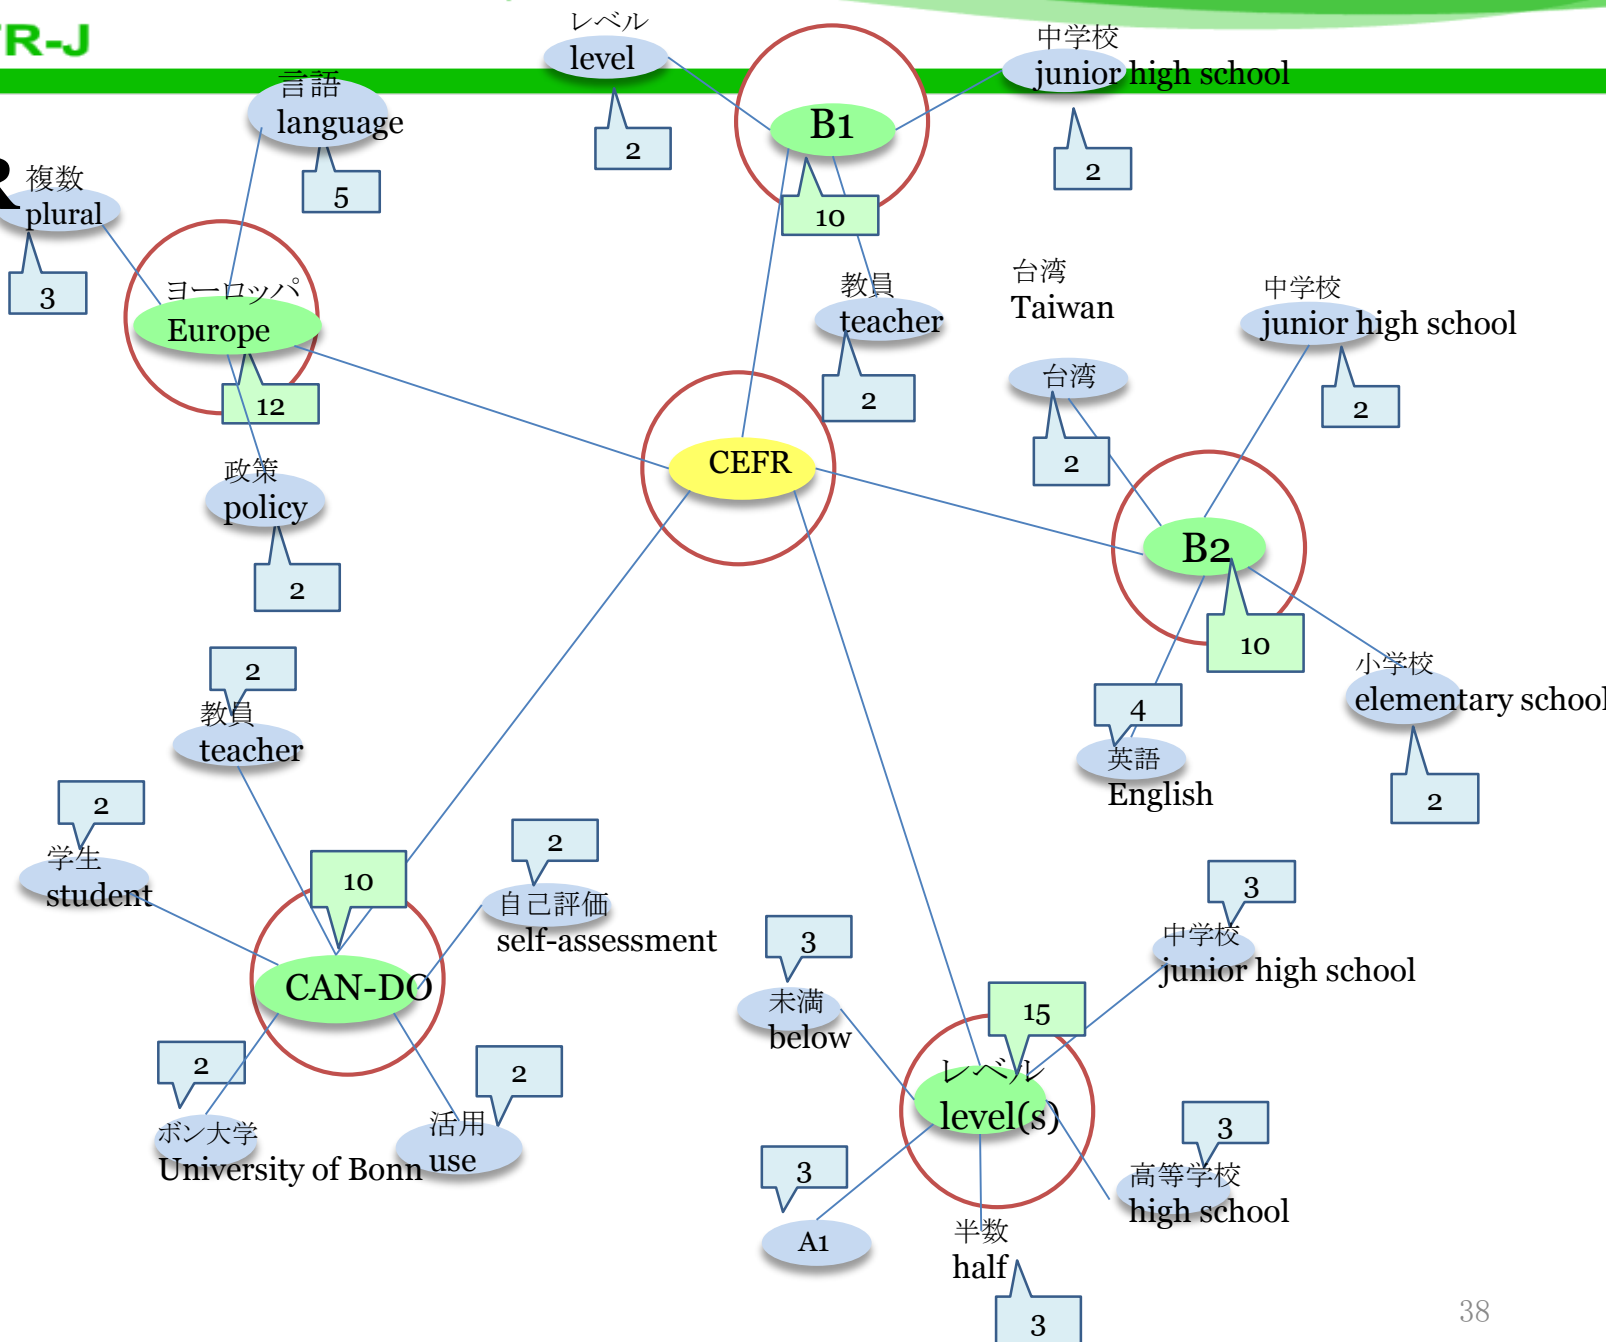 FR-J
R
レベル
level
2
中学校
junior high school
2
B1
10
言語
language
5
複数
plural
3
ヨーロッパ
Europe
12
政策
policy
2
教員
teacher
2
台湾
Taiwan
台湾
2
中学校
junior high school
2
CEFR
B2
10
小学校
elementary school
2
4
英語
English
2
教員
teacher
2
学生
student
10
2
自己評価
self-assessment
CAN-DO
2
ボン大学
University of Bonn
2
活用
use
3
中学校
junior high school
3
未満
below
15
レベル
level(s)
3
高等学校
high school
3
A1
半数
half
3
38